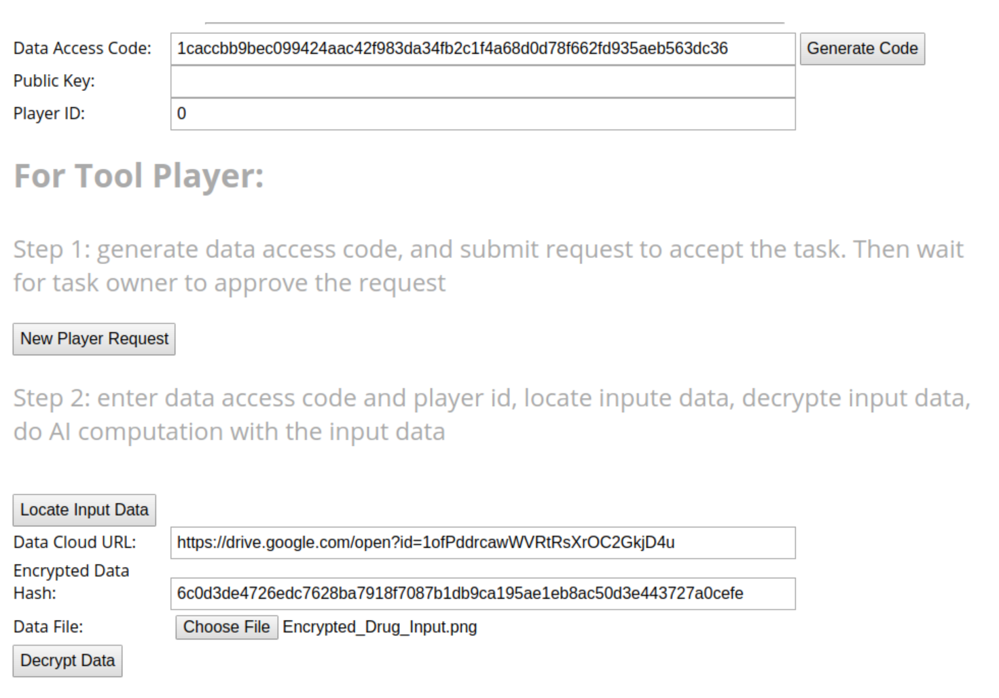 Data Access Code: 1caccbb9bec099424aac42f983da34fb2c1f4a68d0d78f662fd935aeb563dc36 Generate Code
Public Key:
Player ID: 0
For Tool Player:
Step 1: generate data access code, and submit request to accept the task. Then wait
for task owner to approve the request
New Player Request
Step 2: enter data access code and player id, locate inpute data, decrypte input data,
do AI computation with the input data
Locate Input Data
Data Cloud URL: https://drive.google.com/open?id=1ofPddrcawWVRtRsXrOC2GkjD4u
Encrypted Data
Hash: 6c0d3de4726edc7628ba7918f7087b1db9ca195ae1eb8ac50d3e443727a0cefe
Data File: Choose File Encrypted_Drug_Input.png
Decrypt Data